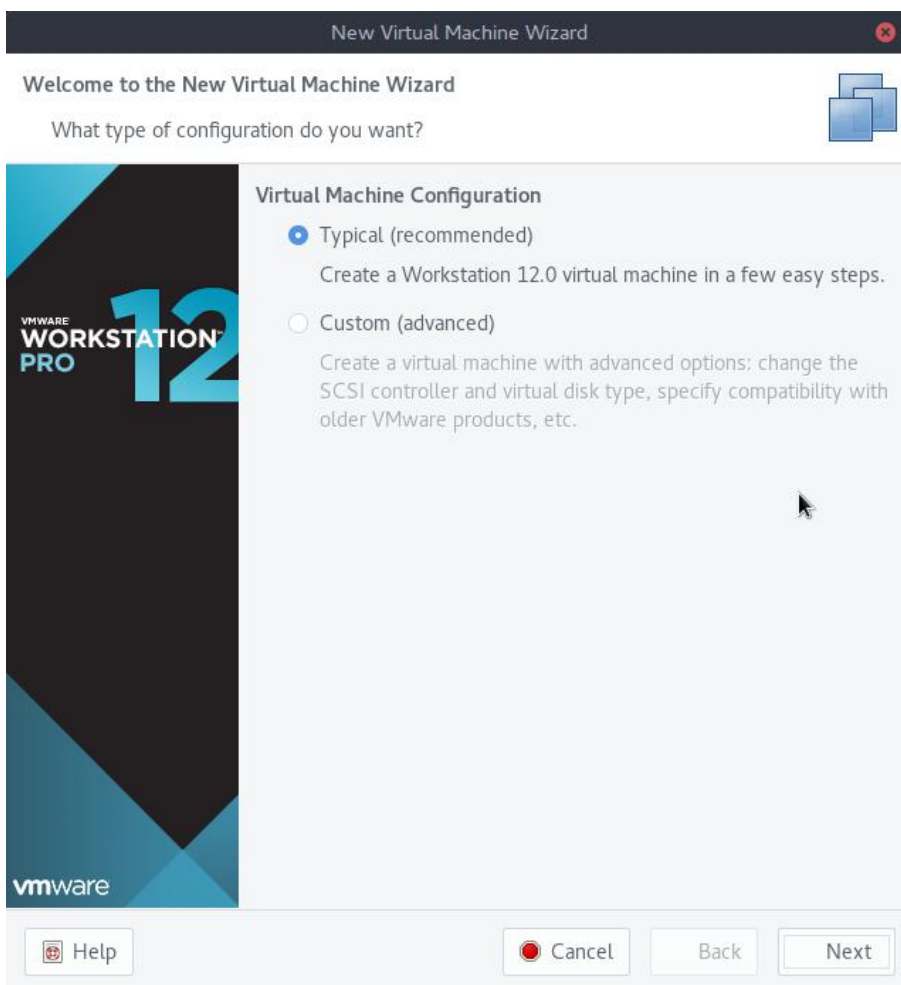 New Virtual Machine Wizard
Welcome to the New Virtual Machine Wizard
What type of configuration do you want?
Virtual Machine Configuration
Typical (recommended)
Create a Workstation 12.0 virtual machine in a few easy steps.
Custom (advanced)
Create a virtual machine with advanced options: change the
SCSI controller and virtual disk type, specify compatibility with
older VMware products, etc.
VMWARE
WORKSTATION™
PRO
12
vmware
Help
Cancel
Back
Next